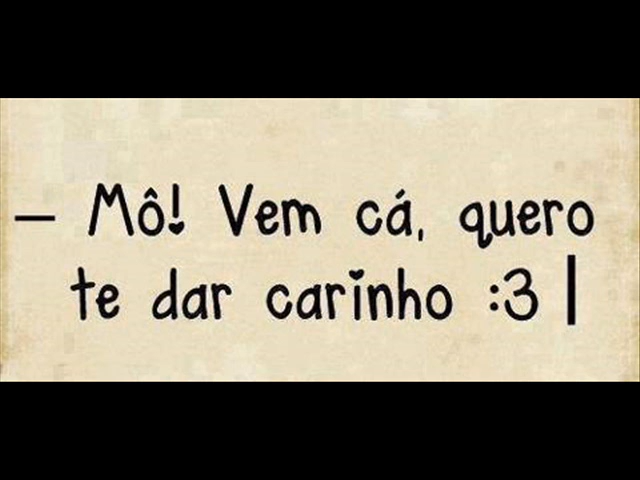 — Mô! Vem cá, quero
te dar carinho :3 |